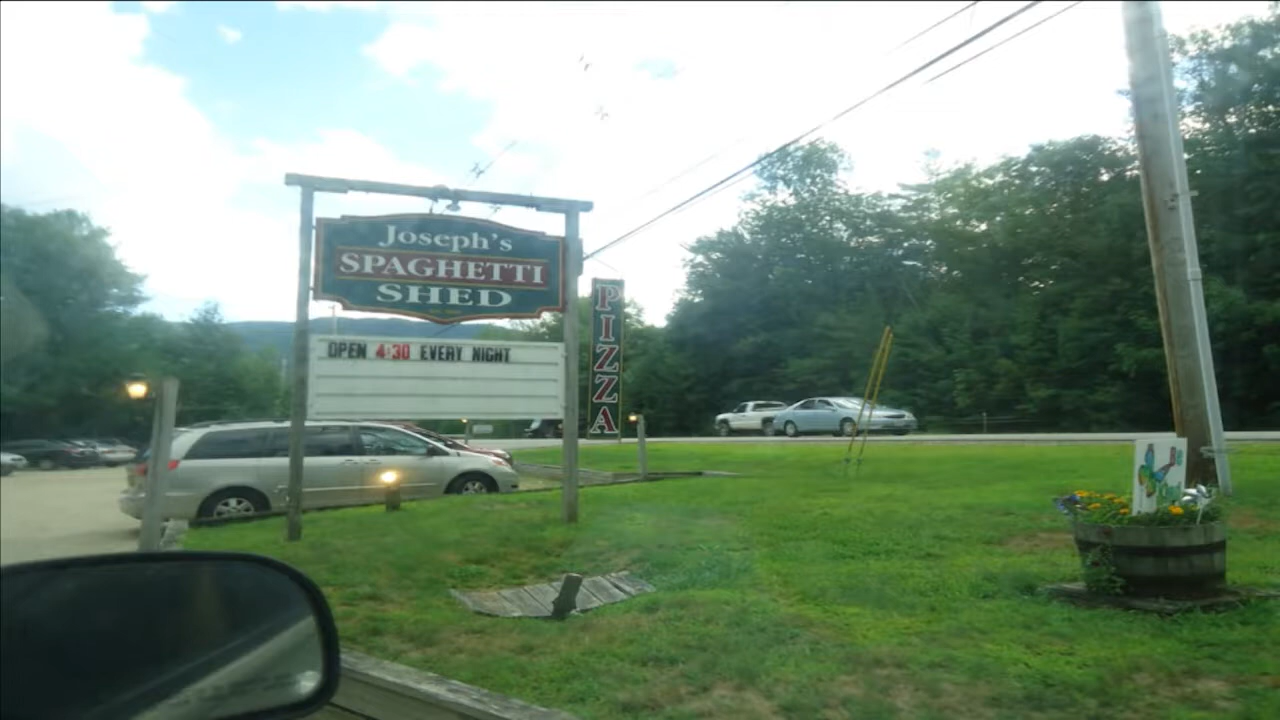 Joseph's
SPAGHETTI
SHED
OPEN 4:30 EVERY NIGHT
PIZZA